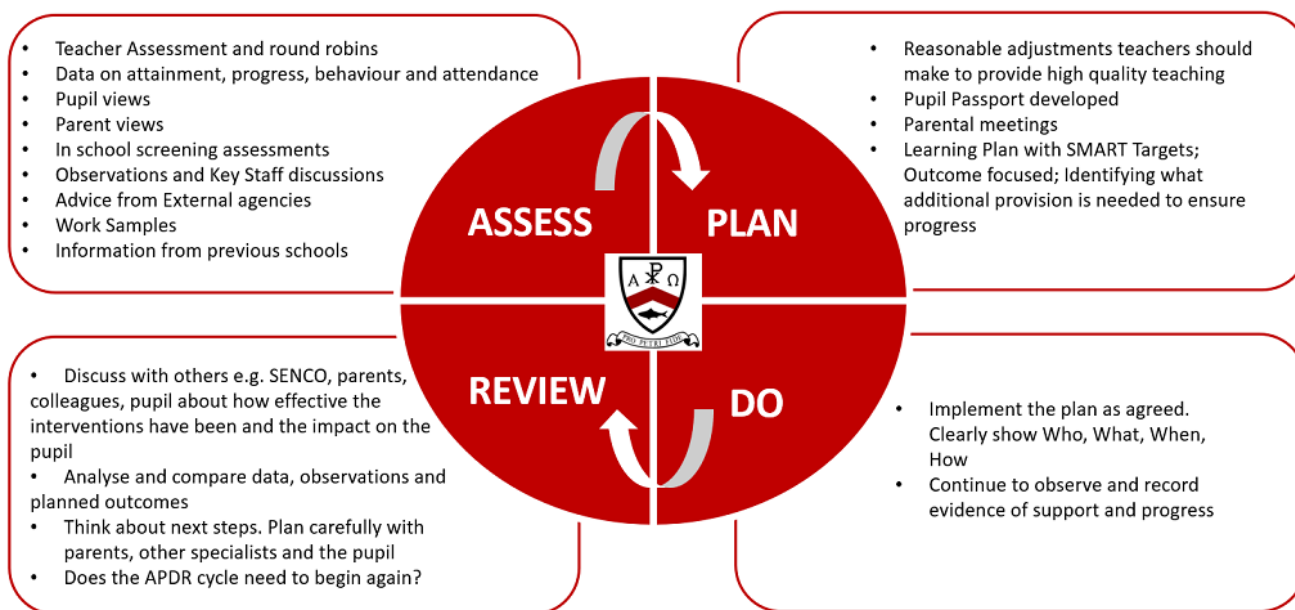 • Teacher Assessment and round robins
• Data on attainment, progress, behaviour and attendance
• Pupil views
• Parent views
• In school screening assessments
• Observations and Key Staff discussions
• Advice from External agencies
• Work Samples
• Information from previous schools
• Reasonable adjustments teachers should
make to provide high quality teaching
• Pupil Passport developed
• Parental meetings
• Learning Plan with SMART Targets;
Outcome focused; Identifying what
additional provision is needed to ensure
progress
ASSESS
PLAN
Α Ω
PRO PETRI FIDE
REVIEW
DO
• Discuss with others e.g. SENCO, parents,
colleagues, pupil about how effective the
interventions have been and the impact on the
pupil
• Analyse and compare data, observations and
planned outcomes
• Think about next steps. Plan carefully with
parents, other specialists and the pupil
• Does the APDR cycle need to begin again?
• Implement the plan as agreed.
Clearly show Who, What, When,
How
• Continue to observe and record
evidence of support and progress